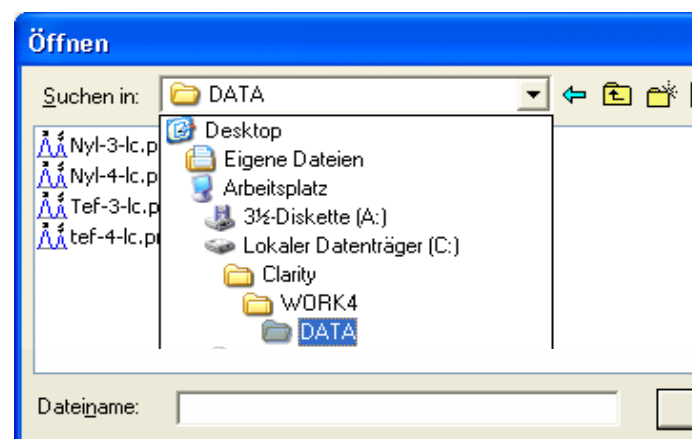 Öffnen
Suchen in: DATA
Desktop
Eigene Dateien
Arbeitsplatz
3½-Diskette (A:)
Lokaler Datenträger (C:)
Clarity
WORK4
DATA
Nyl-3-lc.p
Nyl-4-lc.p
Tef-3-lc.p
tef-4-lc.p
Dateiname: